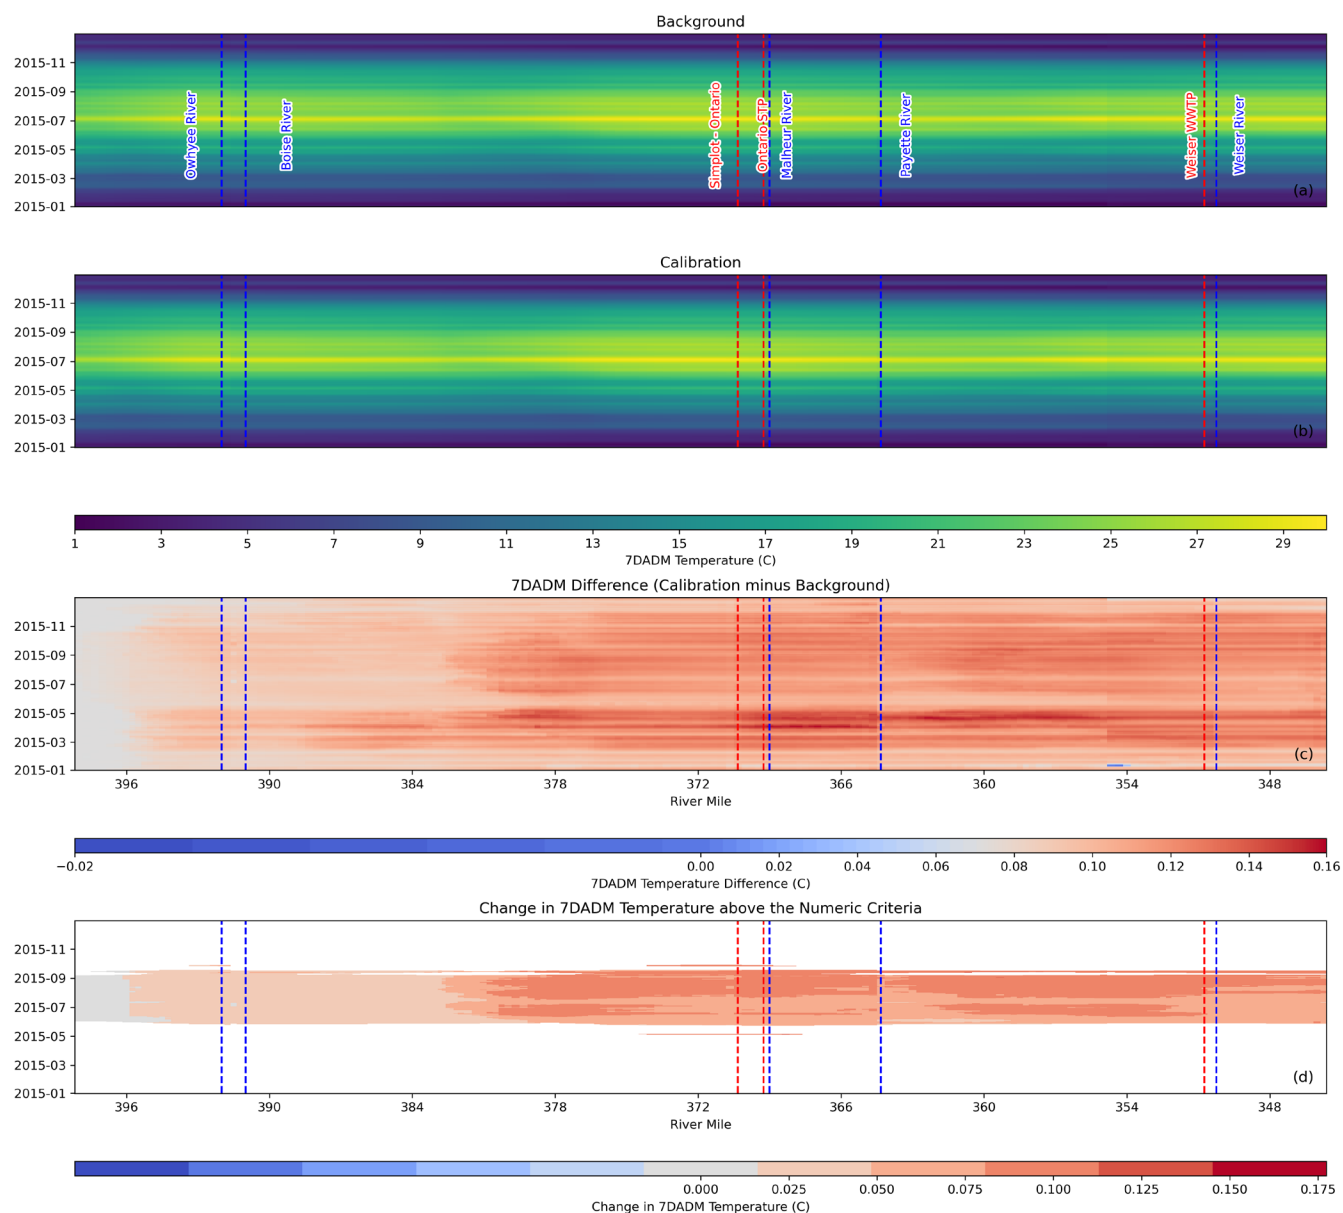 Background
2015-11
2015-09
2015-07
2015-05
2015-03
2015-01
Owhyee River
Boise River
Simplot - Ontario
Ontario STP
Malheur River
Payette River
Weiser WWTP
Weiser River
(a)
Calibration
2015-11
2015-09
2015-07
2015-05
2015-03
2015-01
(b)
1 3 5 7 9 11 13 15 17 19 21 23 25 27 29
7DADM Temperature (C)
7DADM Difference (Calibration minus Background)
2015-11
2015-09
2015-07
2015-05
2015-03
2015-01
(c)
396 390 384 378 372 366 360 354 348
River Mile
−0.02 0.00 0.02 0.04 0.06 0.08 0.10 0.12 0.14 0.16
7DADM Temperature Difference (C)
Change in 7DADM Temperature above the Numeric Criteria
2015-11
2015-09
2015-07
2015-05
2015-03
2015-01
(d)
396 390 384 378 372 366 360 354 348
River Mile
0.000 0.025 0.050 0.075 0.100 0.125 0.150 0.175
Change in 7DADM Temperature (C)